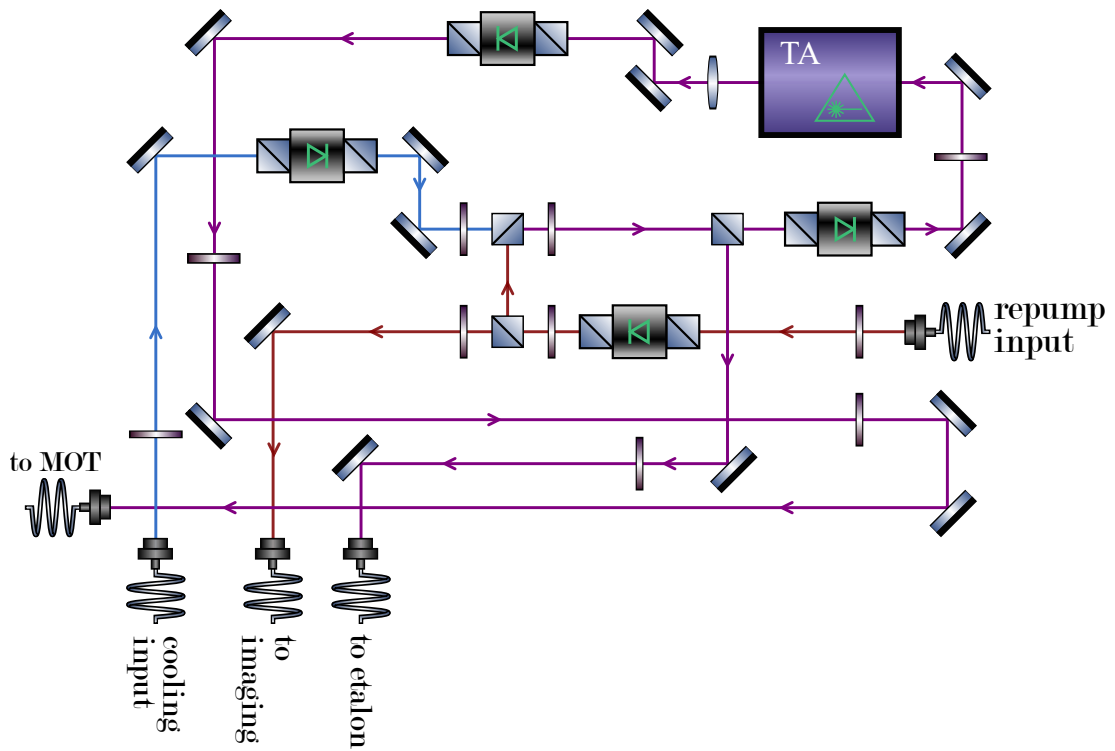 TA
repump
input
to MOT
cooling
input
to
imaging
to etalon